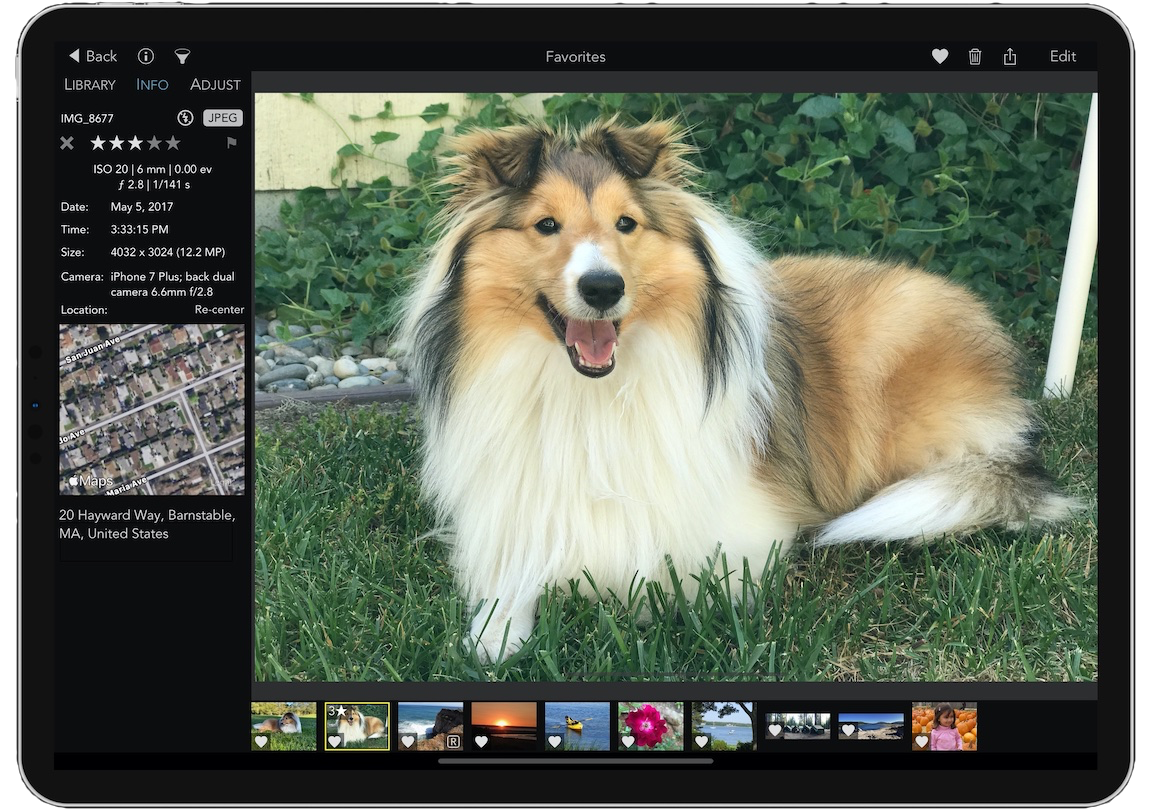 Back
Favorites
Edit
LIBRARY INFO ADJUST
IMG_8677
JPEG
ISO 20 | 6 mm | 0.00 ev
ƒ 2.8 | 1/141 s
Date: May 5, 2017
Time: 3:33:15 PM
Size: 4032 x 3024 (12.2 MP)
Camera: iPhone 7 Plus; back dual
camera 6.6mm f/2.8
Location: Re-center
San Juan Ave
Jo Ave
Maria Ave
Maps
20 Hayward Way, Barnstable,
MA, United States
3★
R